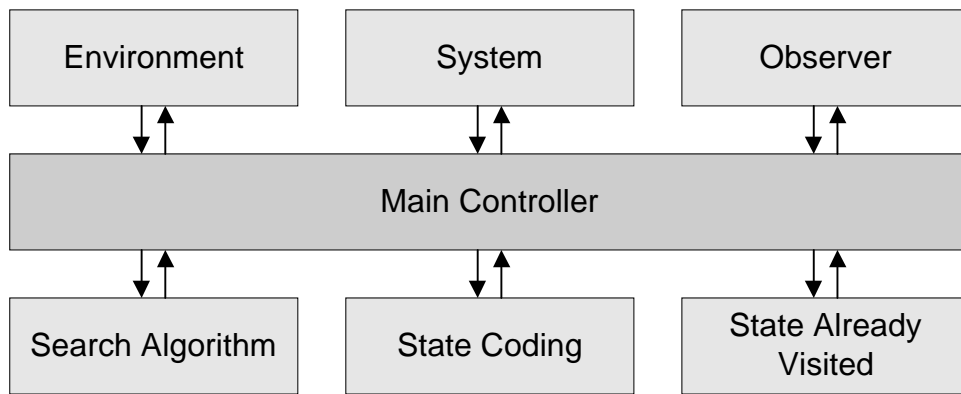 Environment
System
Observer
Main Controller
Search Algorithm
State Coding
State Already
Visited